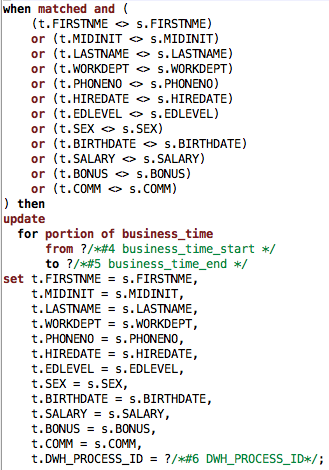 when matched and (
    (t.FIRSTNME <> s.FIRSTNME)
    or (t.MIDINIT <> s.MIDINIT)
    or (t.LASTNAME <> s.LASTNAME)
    or (t.WORKDEPT <> s.WORKDEPT)
    or (t.PHONENO <> s.PHONENO)
    or (t.HIREDATE <> s.HIREDATE)
    or (t.EDLEVEL <> s.EDLEVEL)
    or (t.SEX <> s.SEX)
    or (t.BIRTHDATE <> s.BIRTHDATE)
    or (t.SALARY <> s.SALARY)
    or (t.BONUS <> s.BONUS)
    or (t.COMM <> s.COMM)
) then
update
  for portion of business_time
      from ?/*#4 business_time_start */
      to ?/*#5 business_time_end */
set t.FIRSTNME = s.FIRSTNME,
    t.MIDINIT = s.MIDINIT,
    t.LASTNAME = s.LASTNAME,
    t.WORKDEPT = s.WORKDEPT,
    t.PHONENO = s.PHONENO,
    t.HIREDATE = s.HIREDATE,
    t.EDLEVEL = s.EDLEVEL,
    t.SEX = s.SEX,
    t.BIRTHDATE = s.BIRTHDATE,
    t.SALARY = s.SALARY,
    t.BONUS = s.BONUS,
    t.COMM = s.COMM,
    t.DWH_PROCESS_ID = ?/*#6 DWH_PROCESS_ID*/;